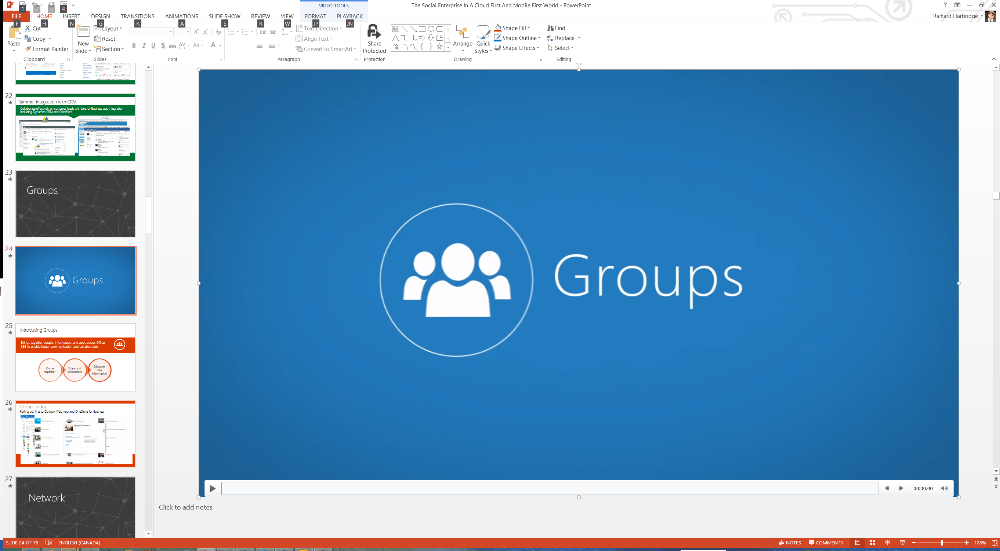 VIDEO TOOLS
The Social Enterprise In A Cloud First And Mobile First World - PowerPoint
?
1 2 3 4
FILE HOME INSERT DESIGN TRANSITIONS ANIMATIONS SLIDE SHOW REVIEW VIEW FORMAT PLAYBACK
Richard Harbridge
F H N G K A S R W JP JN
Paste
Cut
Copy
Format Painter
Clipboard
New
Slide
Layout
Reset
Section
Slides
B I U S abc AV Aa A
Font
Text Direction
Align Text
Convert to SmartArt
Paragraph
Share
Protected
Protection
Arrange
Quick
Styles
Shape Fill
Shape Outline
Shape Effects
Drawing
Find
Replace
Select
Editing
22
Yammer integration with CRM
Collaborate effectively on customer leads with Line-of-Business app integration
including Dynamics CRM and Salesforce
23
Groups
24
Groups
25
Introducing Groups
Brings together people, information, and apps across Office
365 to enable better communication and collaboration
Come
together
Share and
collaborate
Discover
new
information
26
Groups today
Rolling out first to Outlook Web App and OneDrive for Business
Marketing Campaigns
27
Network
Groups
00:00.00
Click to add notes
SLIDE 24 OF 76
ENGLISH (CANADA)
NOTES
COMMENTS
128%